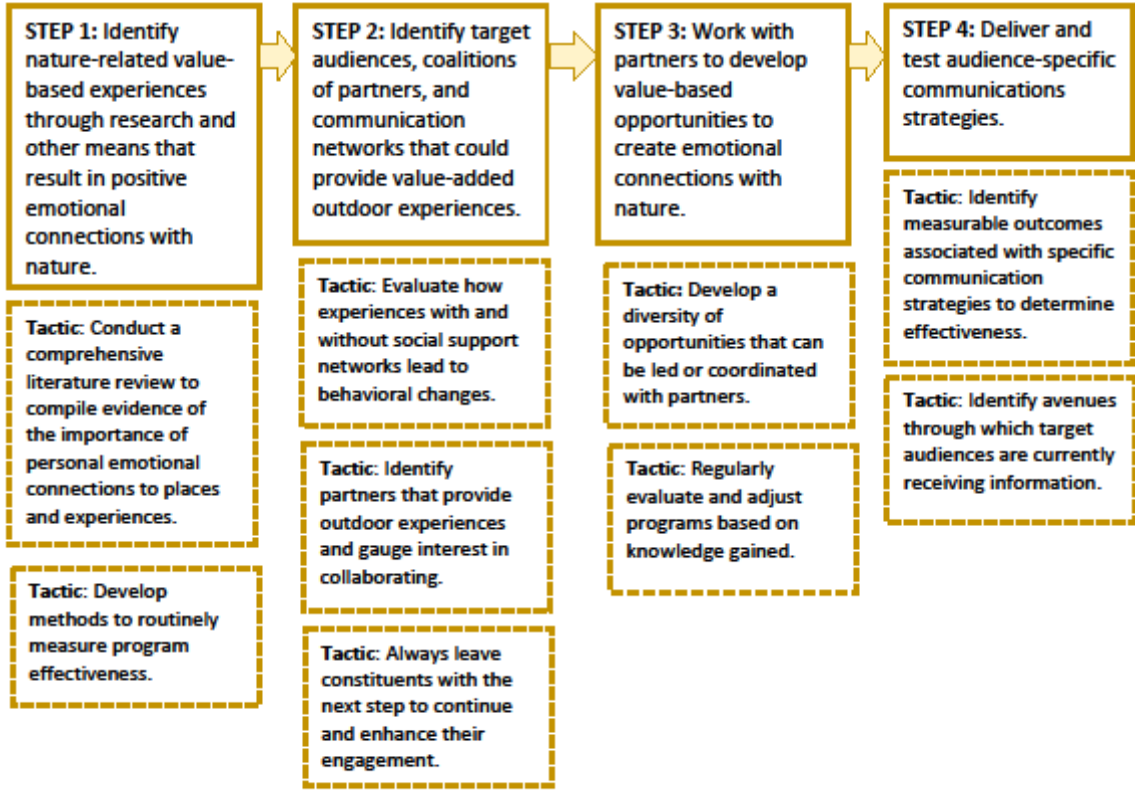 STEP 1: Identify
nature-related value-
based experiences
through research and
other means that
result in positive
emotional
connections with
nature.
Tactic: Conduct a
comprehensive
literature review to
compile evidence of
the importance of
personal emotional
connections to places
and experiences.
Tactic: Develop
methods to routinely
measure program
effectiveness.
STEP 2: Identify target
audiences, coalitions
of partners, and
communication
networks that could
provide value-added
outdoor experiences.
Tactic: Evaluate how
experiences with and
without social support
networks lead to
behavioral changes.
Tactic: Identify
partners that provide
outdoor experiences
and gauge interest in
collaborating.
Tactic: Always leave
constituents with the
next step to continue
and enhance their
engagement.
STEP 3: Work with
partners to develop
value-based
opportunities to
create emotional
connections with
nature.
Tactic: Develop a
diversity of
opportunities that can
be led or coordinated
with partners.
Tactic: Regularly
evaluate and adjust
programs based on
knowledge gained.
STEP 4: Deliver and
test audience-specific
communications
strategies.
Tactic: Identify
measurable outcomes
associated with specific
communication
strategies to determine
effectiveness.
Tactic: Identify avenues
through which target
audiences are currently
receiving information.